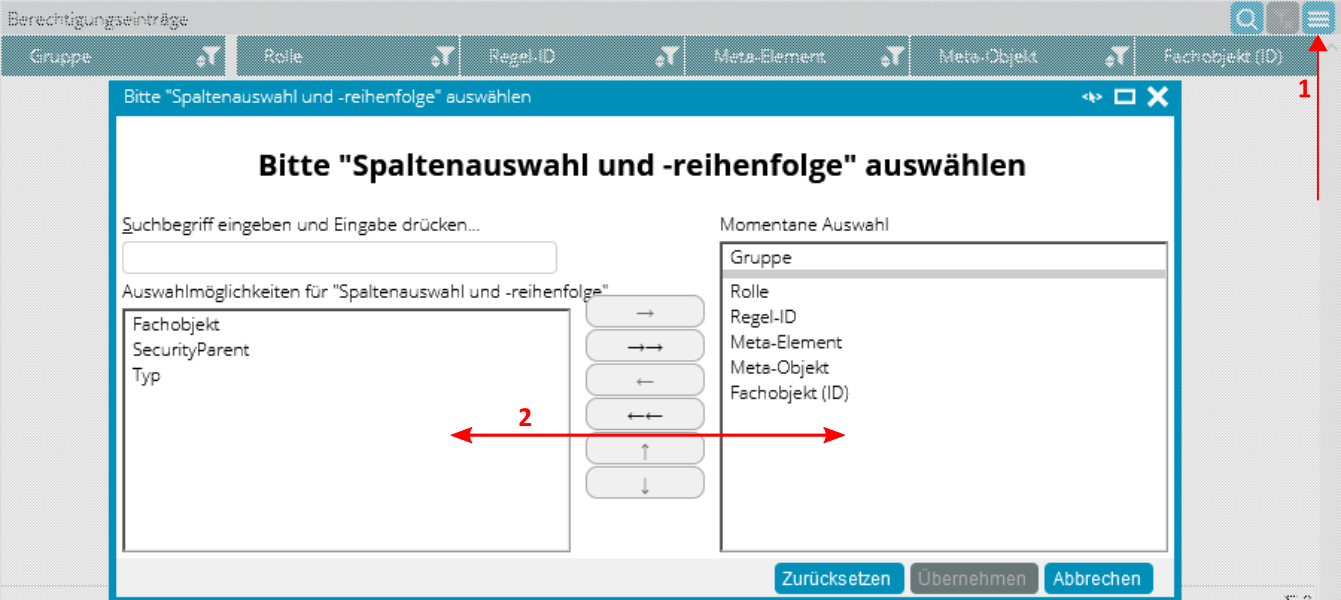 Berechtigungseinträge
Gruppe Rolle Regel-ID Meta-Element Meta-Objekt Fachobjekt (ID)
1
Bitte "Spaltenauswahl und -reihenfolge" auswählen
Bitte "Spaltenauswahl und -reihenfolge" auswählen
Suchbegriff eingeben und Eingabe drücken...
Auswahlmöglichkeiten für "Spaltenauswahl und -reihenfolge"
Fachobjekt
SecurityParent
Typ
→
→→
←
←←
↑
↓
2
Momentane Auswahl
Gruppe
Rolle
Regel-ID
Meta-Element
Meta-Objekt
Fachobjekt (ID)
Zurücksetzen Übernehmen Abbrechen